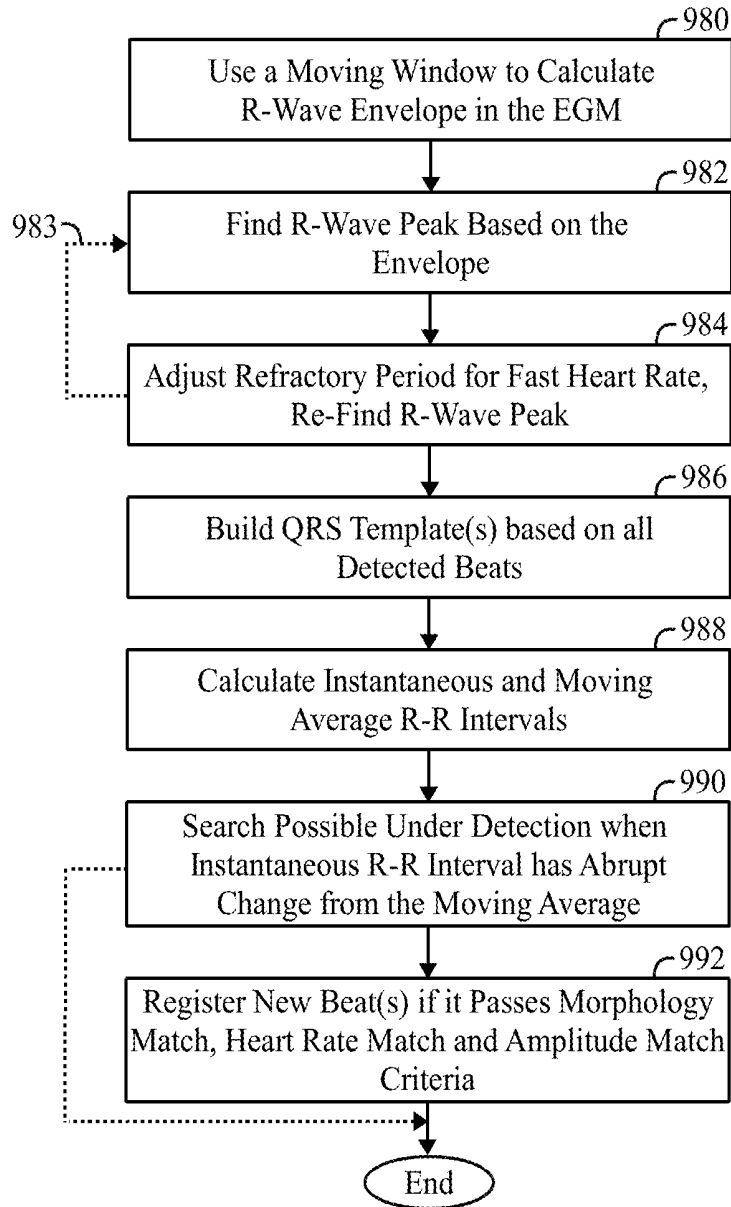 980
Use a Moving Window to Calculate
R-Wave Envelope in the EGM
982
983
Find R-Wave Peak Based on the
Envelope
984
Adjust Refractory Period for Fast Heart Rate,
Re-Find R-Wave Peak
986
Build QRS Template(s) based on all
Detected Beats
988
Calculate Instantaneous and Moving
Average R-R Intervals
990
Search Possible Under Detection when
Instantaneous R-R Interval has Abrupt
Change from the Moving Average
992
Register New Beat(s) if it Passes Morphology
Match, Heart Rate Match and Amplitude Match
Criteria
End